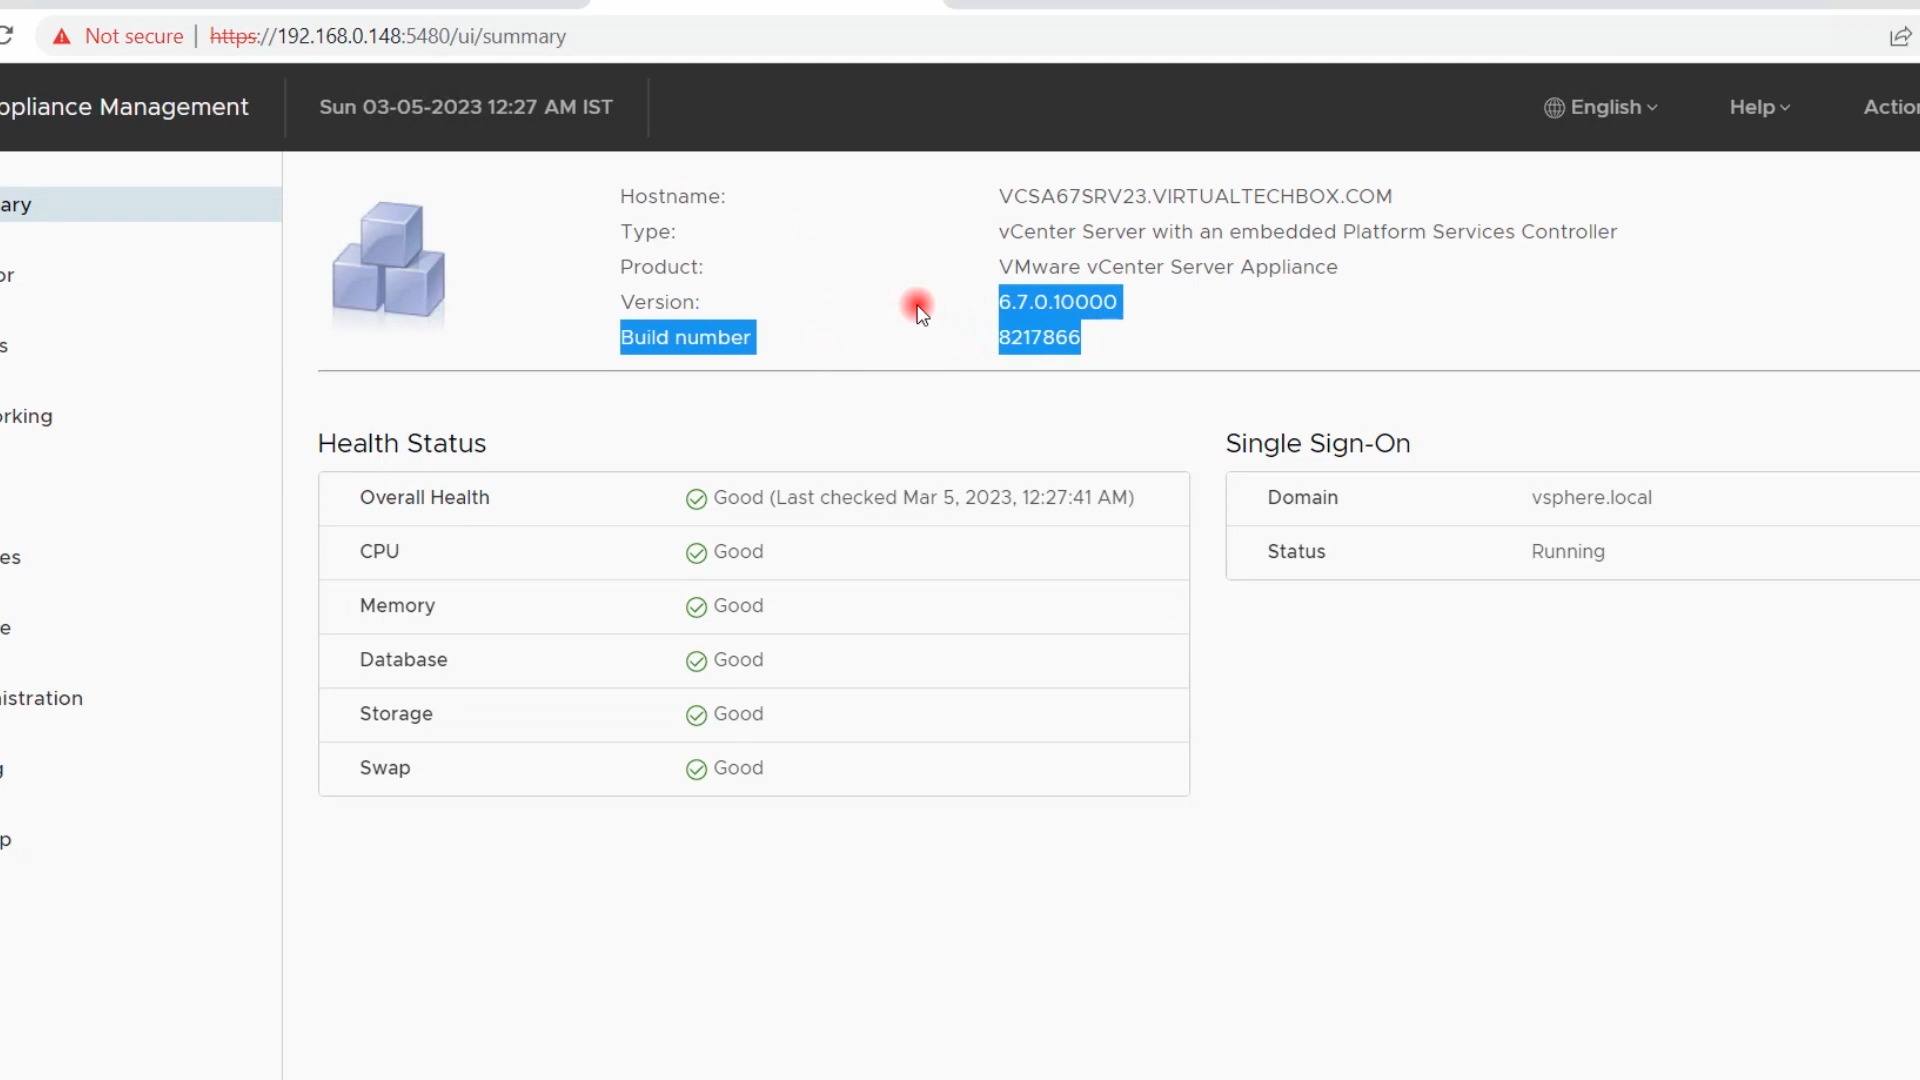 Not secure | https://192.168.0.148:5480/ui/summary
ppliance Management
Sun 03-05-2023 12:27 AM IST
English
Help
Action
ary
or
s
orking
es
e
istration
g
p
Hostname: VCSA67SRV23.VIRTUALTECHBOX.COM
Type: vCenter Server with an embedded Platform Services Controller
Product: VMware vCenter Server Appliance
Version: 6.7.0.10000
Build number 8217866
Health Status
Overall Health Good (Last checked Mar 5, 2023, 12:27:41 AM)
CPU Good
Memory Good
Database Good
Storage Good
Swap Good
Single Sign-On
Domain vsphere.local
Status Running